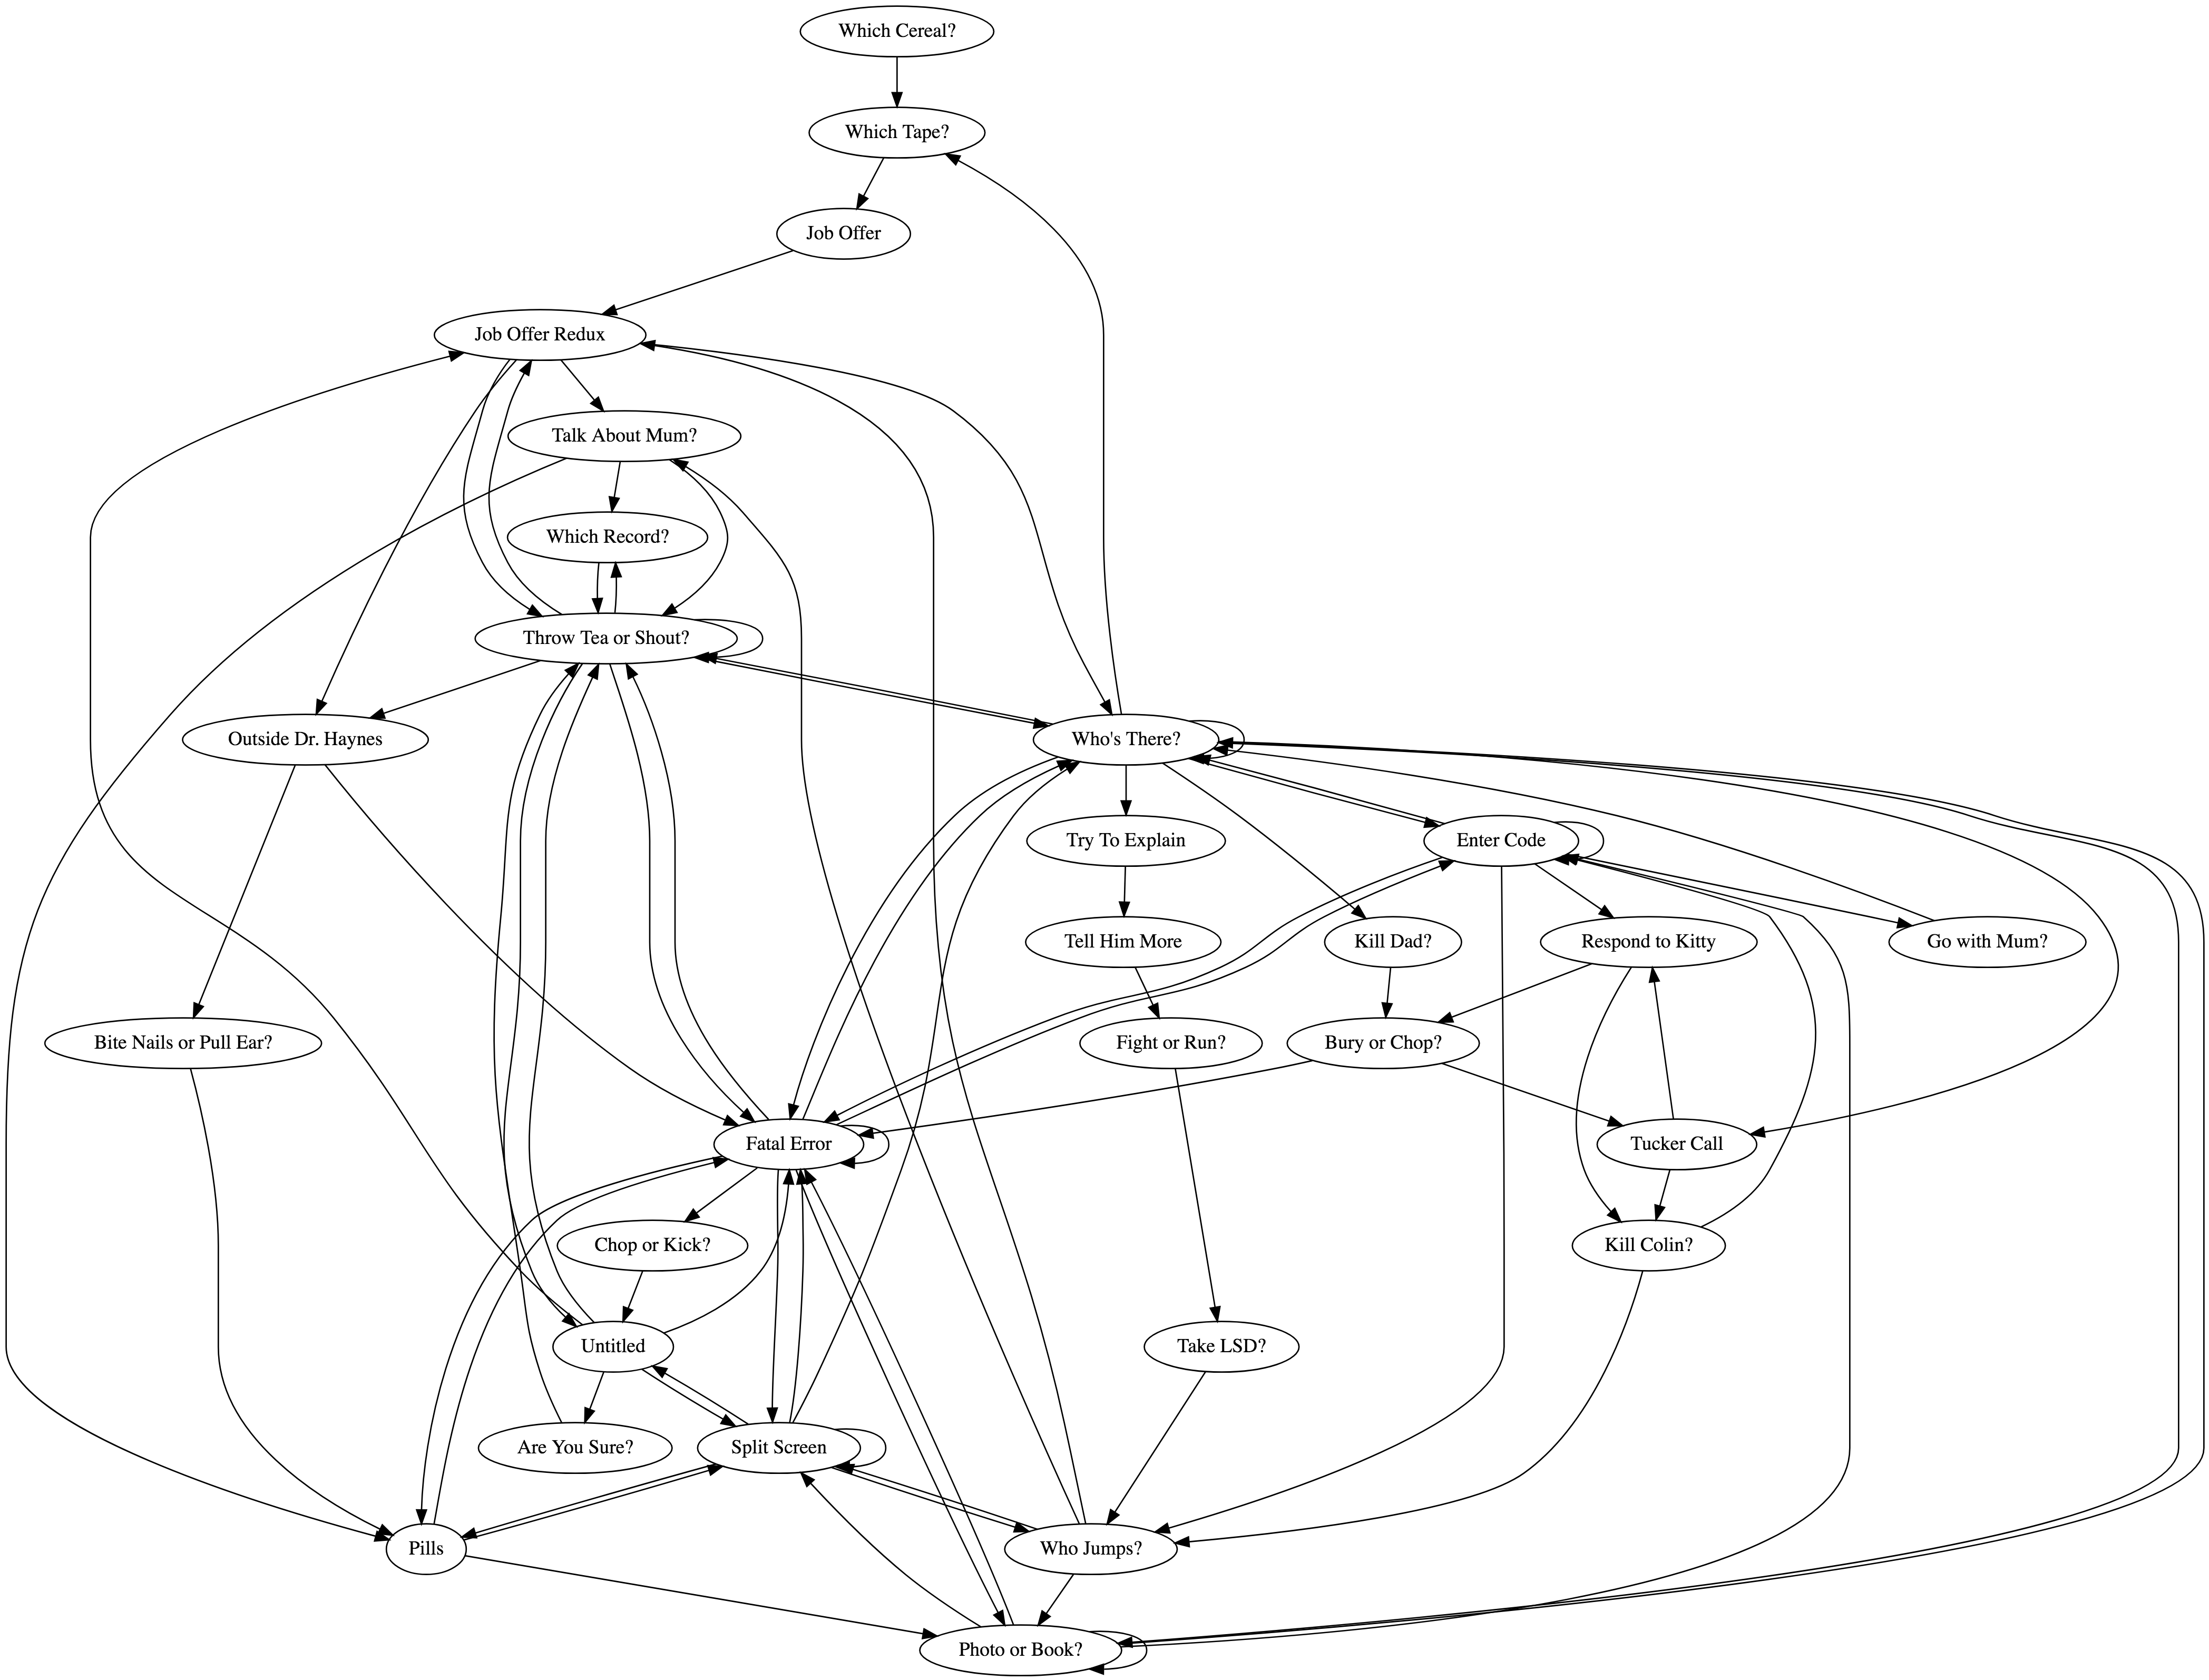 Which Cereal?
Which Tape?
Job Offer
Job Offer Redux
Talk About Mum?
Which Record?
Throw Tea or Shout?
Outside Dr. Haynes
Who's There?
Try To Explain
Enter Code
Tell Him More
Kill Dad?
Respond to Kitty
Go with Mum?
Bite Nails or Pull Ear?
Fight or Run?
Bury or Chop?
Fatal Error
Tucker Call
Chop or Kick?
Kill Colin?
Untitled
Take LSD?
Are You Sure?
Split Screen
Pills
Who Jumps?
Photo or Book?